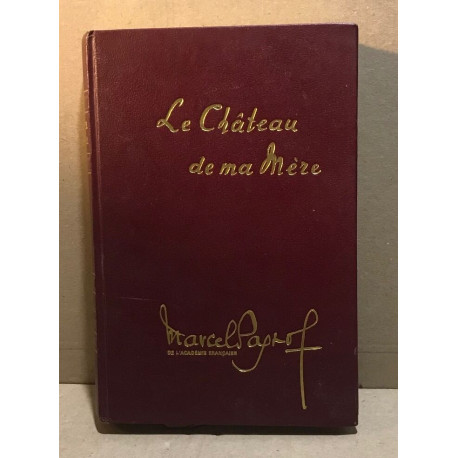 Le Château
de ma Mère
Marcel Pagnol
DE L'ACADÉMIE FRANÇAISE